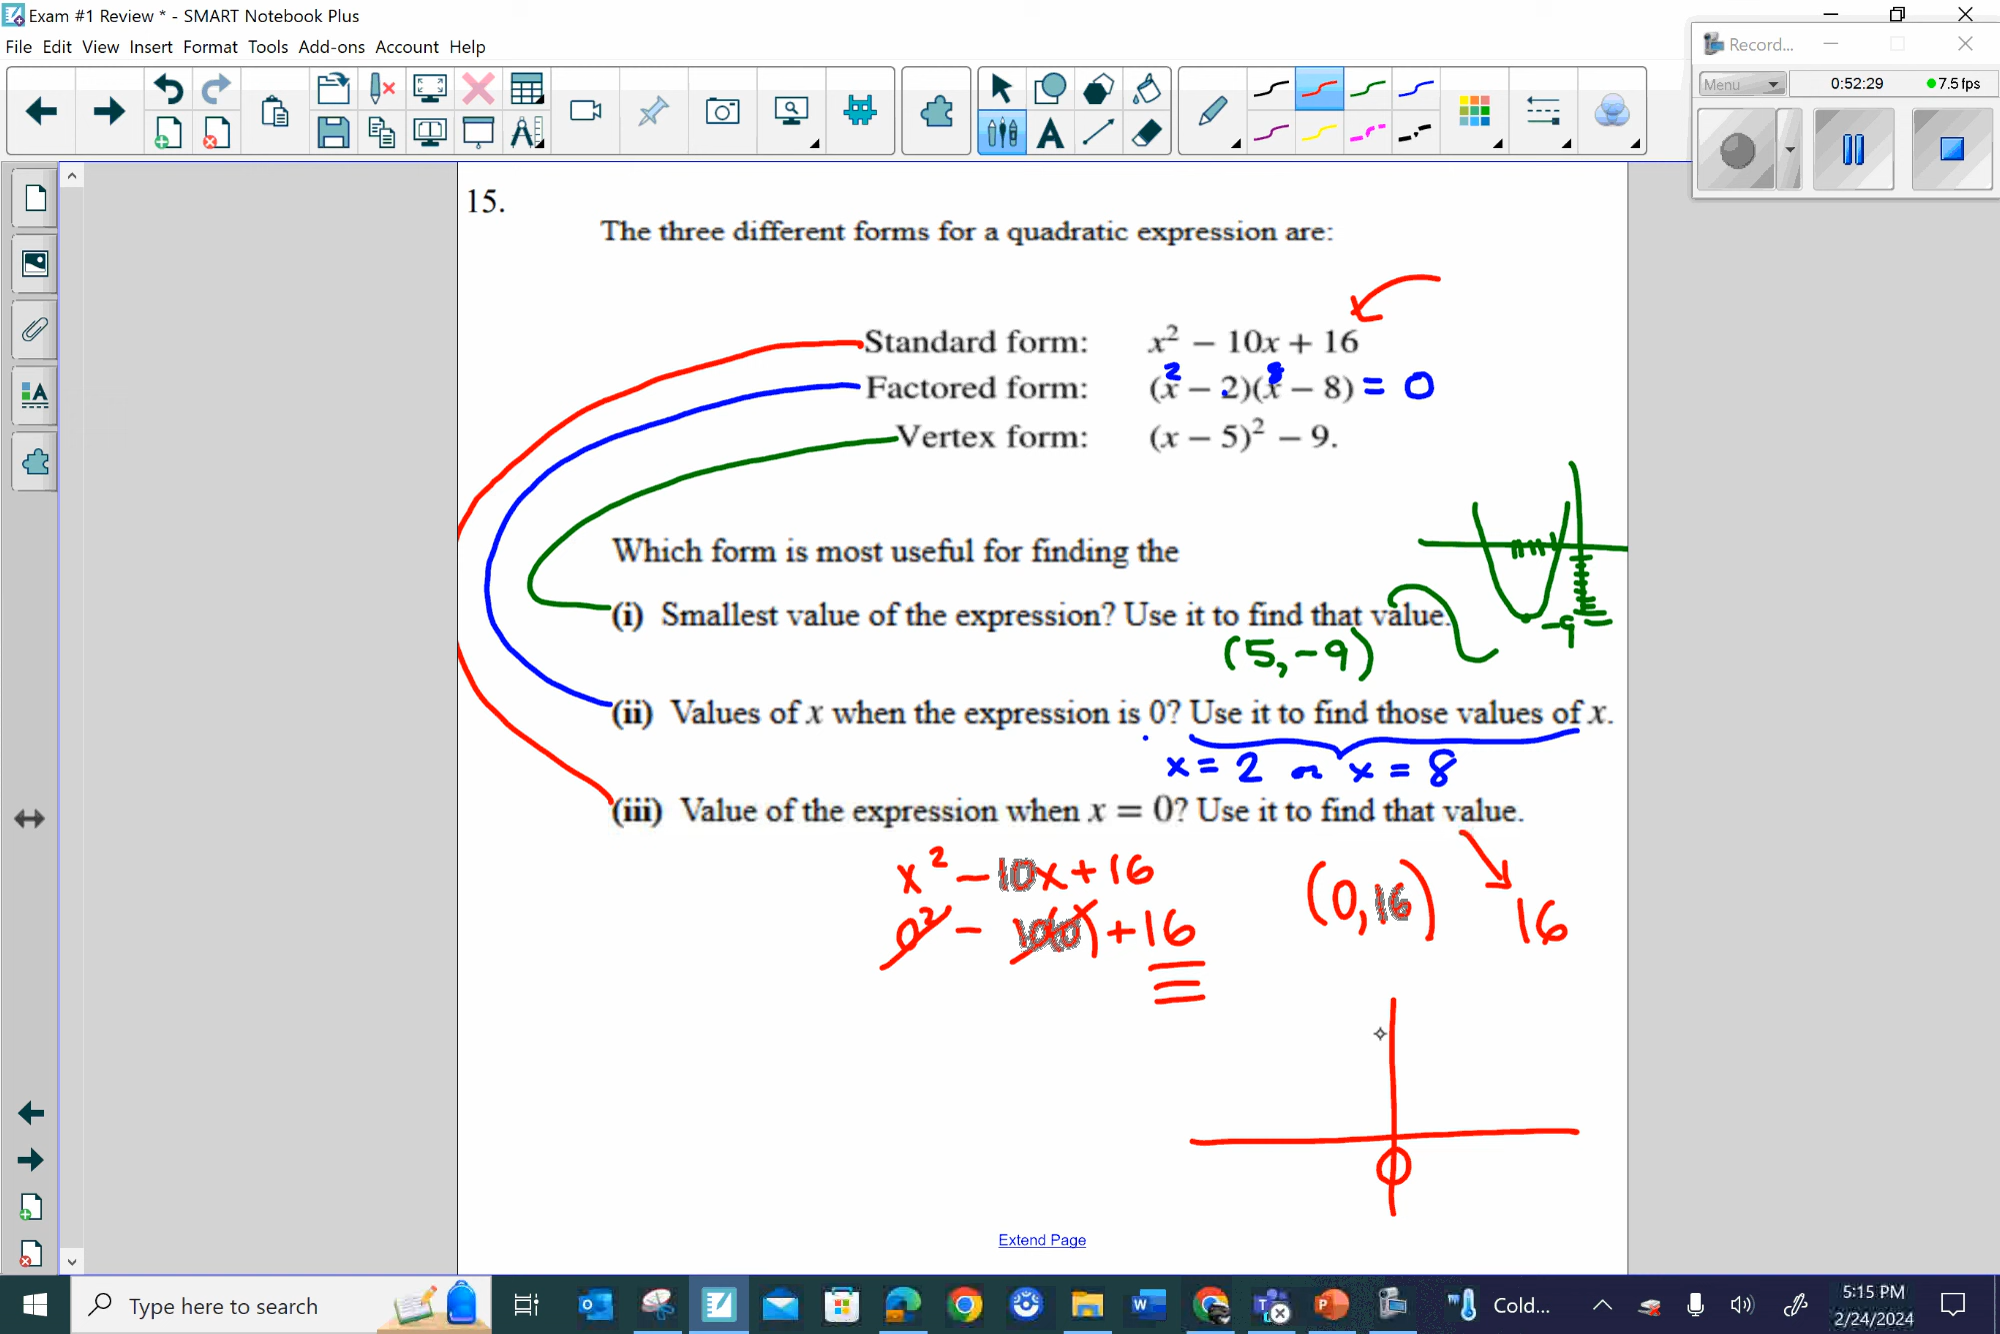 Exam #1 Review * - SMART Notebook Plus
File Edit View Insert Format Tools Add-ons Account Help
Record...
Menu 0:52:29 7.5 fps
15.
The three different forms for a quadratic expression are:
Standard form: x² − 10x + 16
Factored form: (x − 2)(x − 8) = 0
2 8
Vertex form: (x − 5)² − 9.
Which form is most useful for finding the
(i) Smallest value of the expression? Use it to find that value.
-9
(5, -9)
(ii) Values of x when the expression is 0? Use it to find those values of x.
x = 2 or x = 8
(iii) Value of the expression when x = 0? Use it to find that value.
x² - 10x + 16
0² - 10(0) + 16
(0, 16)
16
Extend Page
Type here to search
Cold...
5:15 PM
2/24/2024